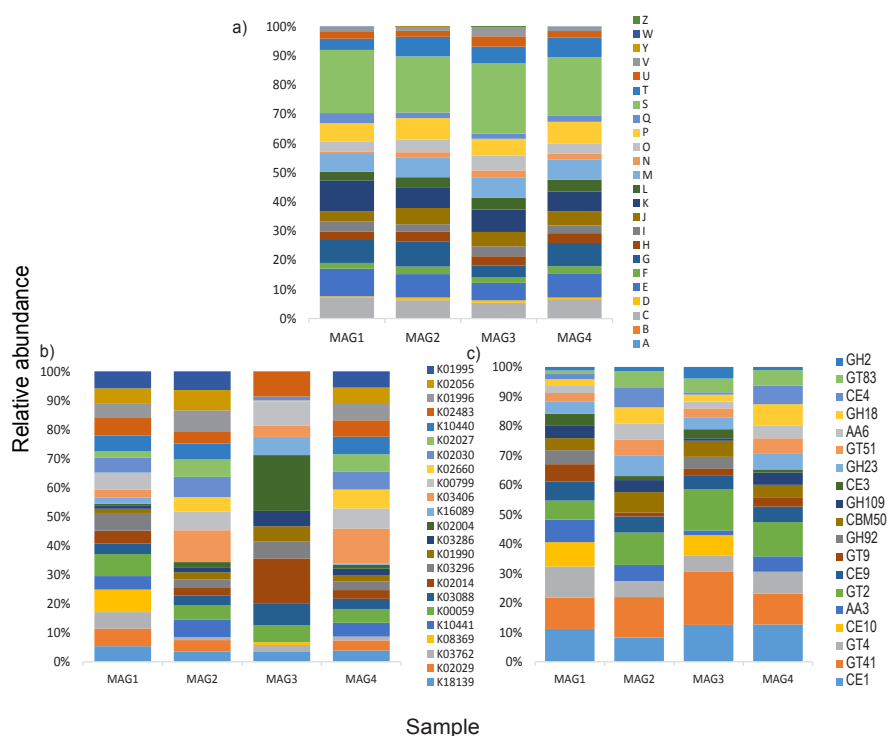 a)
100%
90%
80%
70%
60%
50%
40%
30%
20%
10%
0%
MAG1 MAG2 MAG3 MAG4
Z
W
Y
V
U
T
S
Q
P
O
N
M
L
K
J
I
H
G
F
E
D
C
B
A
Relative abundance
b)
100%
90%
80%
70%
60%
50%
40%
30%
20%
10%
0%
MAG1 MAG2 MAG3 MAG4
K01995
K02056
K01996
K02483
K10440
K02027
K02030
K02660
K00799
K03406
K16089
K02004
K03286
K01990
K03296
K02014
K03088
K00059
K10441
K08369
K03762
K02029
K18139
c)
100%
90%
80%
70%
60%
50%
40%
30%
20%
10%
0%
MAG1 MAG2 MAG3 MAG4
GH2
GT83
CE4
GH18
AA6
GT51
GH23
CE3
GH109
CBM50
GH92
GT9
CE9
GT2
AA3
CE10
GT4
GT41
CE1
Sample